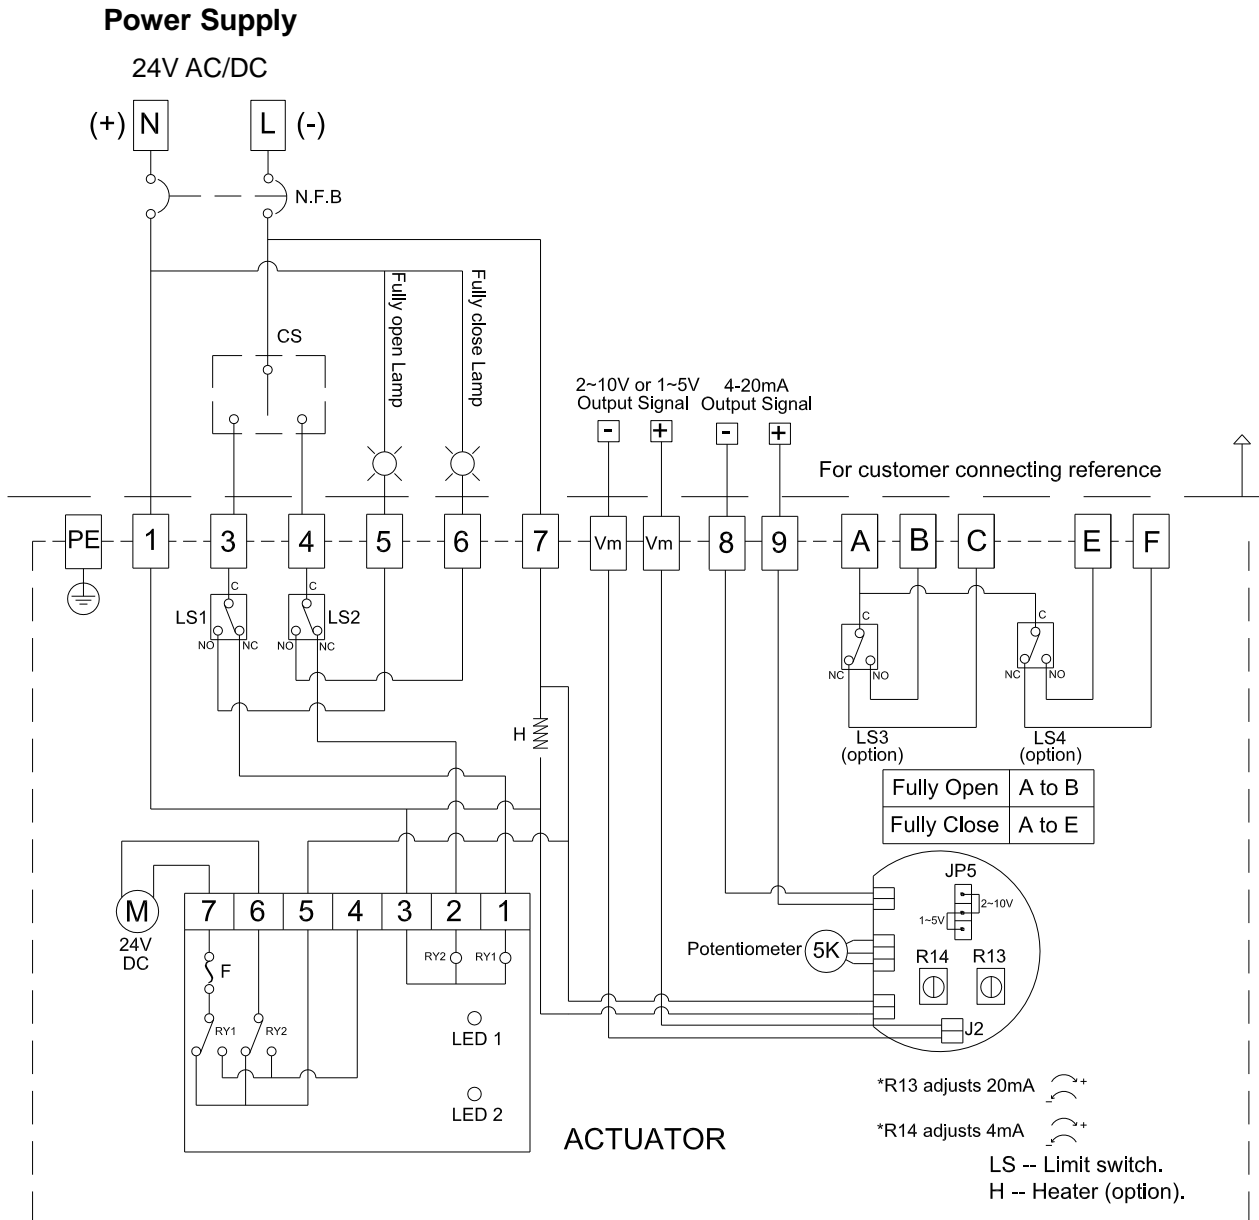 Power Supply
24V AC/DC
(+) N L (-)
N.F.B
CS
Fully open Lamp
Fully close Lamp
2~10V or 1~5V
Output Signal
4-20mA
Output Signal
- + - +
For customer connecting reference
PE 1 3 4 5 6 7 Vm Vm 8 9 A B C E F
C C
LS1 LS2
NO NC NO NC
C C
NC NO NC NO
H
LS3
(option)
LS4
(option)
Fully Open A to B
Fully Close A to E
M
24V
DC
7 6 5 4 3 2 1
F
RY2 RY1
RY1 RY2
LED 1
LED 2
Potentiometer 5K
JP5
2~10V
1~5V
R14 R13
J2
*R13 adjusts 20mA + -
*R14 adjusts 4mA + -
ACTUATOR
LS -- Limit switch.
H -- Heater (option).